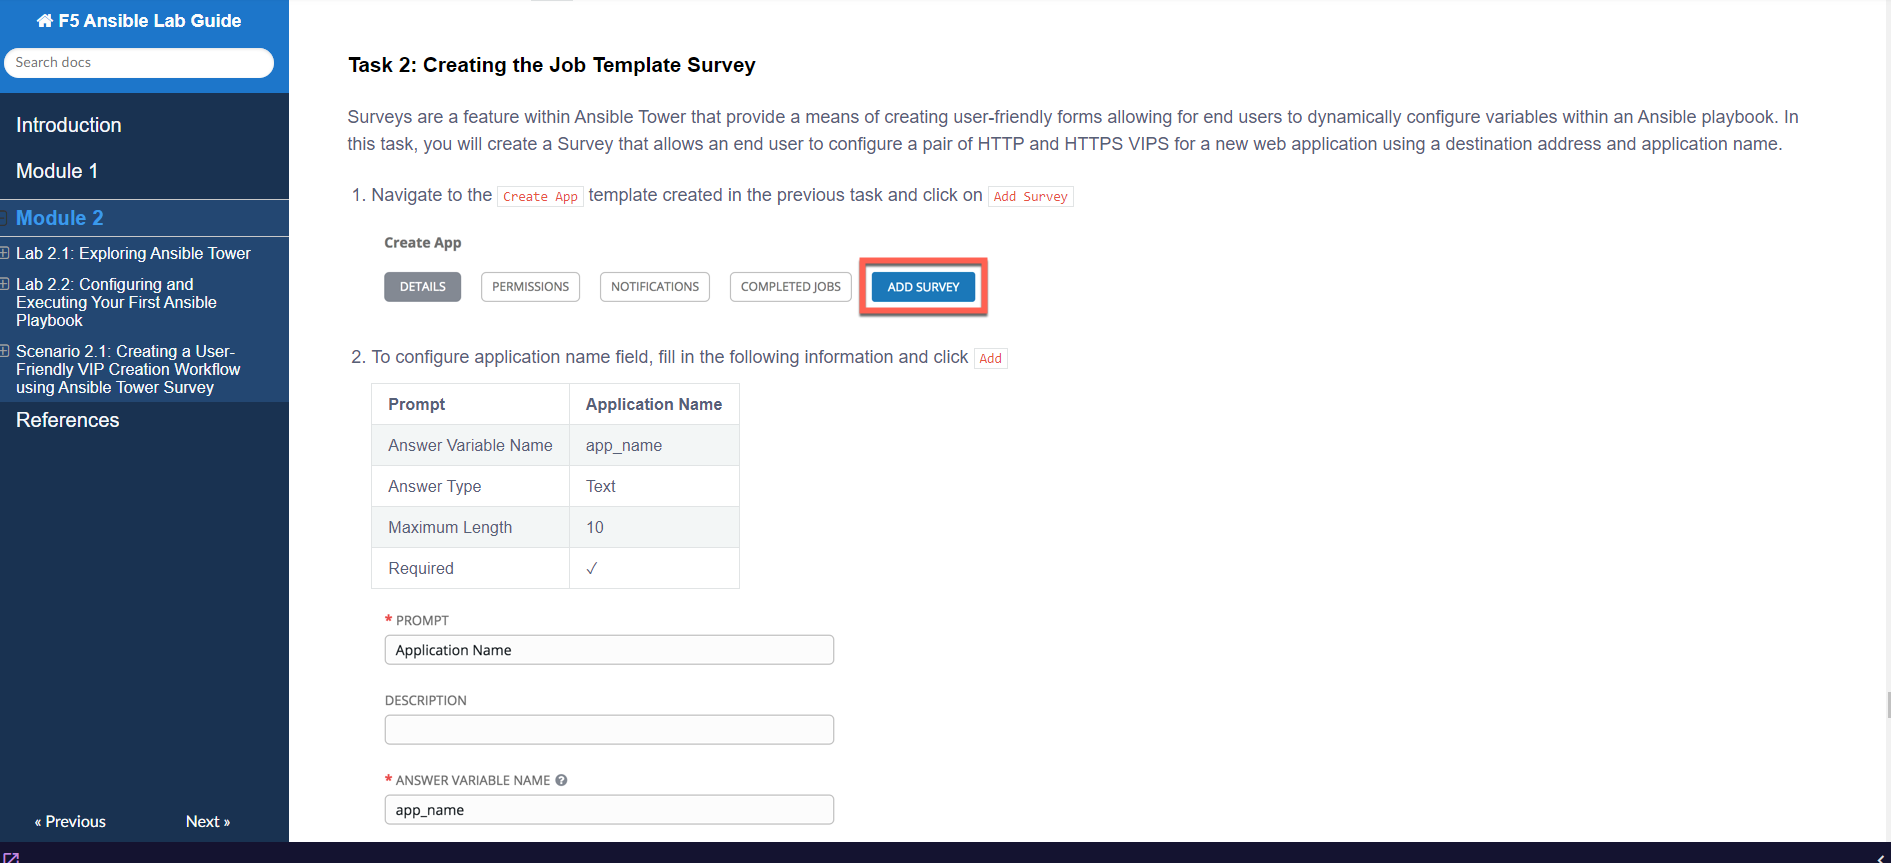 F5 Ansible Lab Guide
Search docs
Introduction
Module 1
Module 2
Lab 2.1: Exploring Ansible Tower
Lab 2.2: Configuring and
Executing Your First Ansible
Playbook
Scenario 2.1: Creating a User-
Friendly VIP Creation Workflow
using Ansible Tower Survey
References
« Previous
Next »
Task 2: Creating the Job Template Survey
Surveys are a feature within Ansible Tower that provide a means of creating user-friendly forms allowing for end users to dynamically configure variables within an Ansible playbook. In
this task, you will create a Survey that allows an end user to configure a pair of HTTP and HTTPS VIPS for a new web application using a destination address and application name.
1. Navigate to the Create App template created in the previous task and click on Add Survey
Create App
DETAILS PERMISSIONS NOTIFICATIONS COMPLETED JOBS ADD SURVEY
2. To configure application name field, fill in the following information and click Add
Prompt Application Name
Answer Variable Name app_name
Answer Type Text
Maximum Length 10
Required ✓
* PROMPT
Application Name
DESCRIPTION
* ANSWER VARIABLE NAME ?
app_name